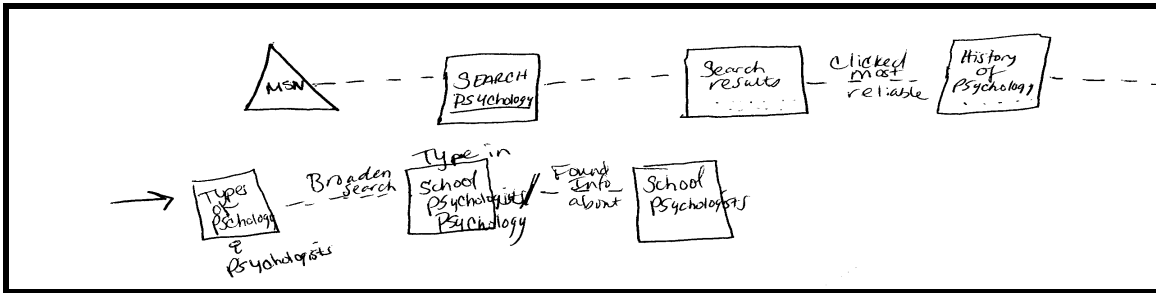 MSN
SEARCH
Psychology
Search
results
Clicked
most
reliable
History
of
Psychology
Types
of
Pschology
&
Psychologists
Broaden
Search
Type in
School
Psychologists/
Psychology
Found
Info
about
School
Psychologists